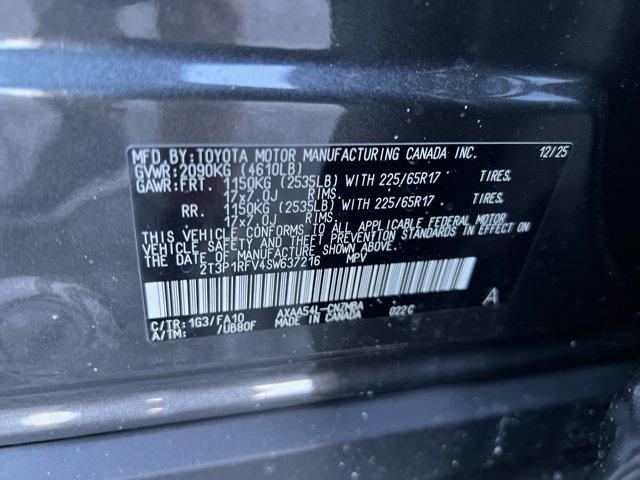 MFD BY:TOYOTA MOTOR MANUFACTURING CANADA INC. 12/25
GVWR:2090KG (4610LB)
GAWR:FRT. 1150KG (2535LB) WITH 225/65R17 TIRES,
17x7.0J RIMS
RR. 1150KG (2535LB) WITH 225/65R17 TIRES,
17x7.0J RIMS
THIS VEHICLE CONFORMS TO ALL APPLICABLE FEDERAL MOTOR
VEHICLE SAFETY AND THEFT PREVENTION STANDARDS IN EFFECT ON
THE DATE OF MANUFACTURE SHOWN ABOVE.
2T3P1RFV4SW637216 MPV
C/TR:1G3/FA10 AXAA54L-CNZMBA 022C A
A/TM: /UB80F MADE IN CANADA